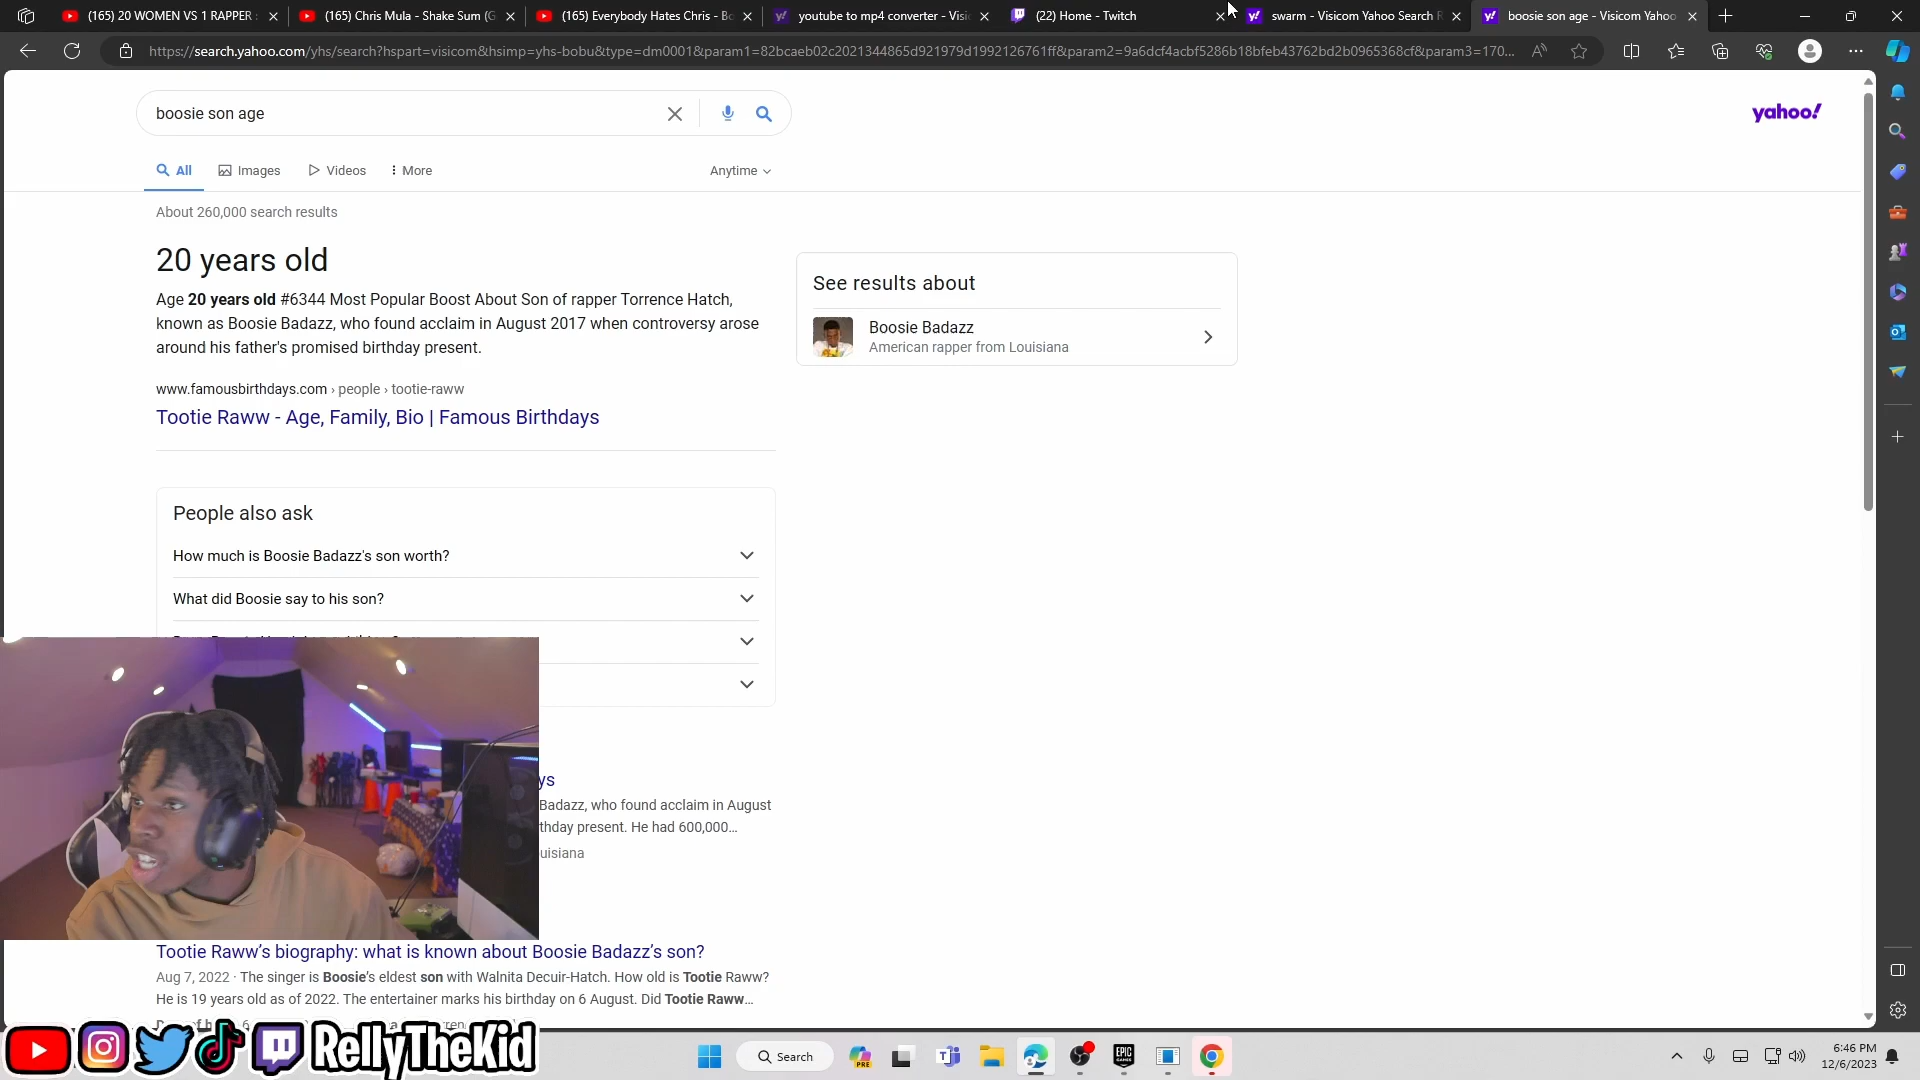 (165) 20 WOMEN VS 1 RAPPER :
(165) Chris Mula - Shake Sum (G
(165) Everybody Hates Chris - Bo
youtube to mp4 converter - Visi
(22) Home - Twitch
swarm - Visicom Yahoo Search R
boosie son age - Visicom Yahoo
https://search.yahoo.com/yhs/search?hspart=visicom&hsimp=yhs-bobu&type=dm0001&param1=82bcaeb02c2021344865d921979d1992126761ff&param2=9a6dcf4acbf5286b18bfeb43762bd2b0965368cf&param3=170...
boosie son age
yahoo!
All
Images
Videos
More
Anytime
About 260,000 search results
20 years old
Age 20 years old #6344 Most Popular Boost About Son of rapper Torrence Hatch,
known as Boosie Badazz, who found acclaim in August 2017 when controversy arose
around his father's promised birthday present.
www.famousbirthdays.com › people › tootie-raww
Tootie Raww - Age, Family, Bio | Famous Birthdays
See results about
Boosie Badazz
American rapper from Louisiana
People also ask
How much is Boosie Badazz's son worth?
What did Boosie say to his son?
ys
Badazz, who found acclaim in August
thday present. He had 600,000...
uisiana
Tootie Raww's biography: what is known about Boosie Badazz's son?
Aug 7, 2022 · The singer is Boosie's eldest son with Walnita Decuir-Hatch. How old is Tootie Raww?
He is 19 years old as of 2022. The entertainer marks his birthday on 6 August. Did Tootie Raww...
RellyTheKid
Search
PRE
EPIC GAMES
6:46 PM
12/6/2023